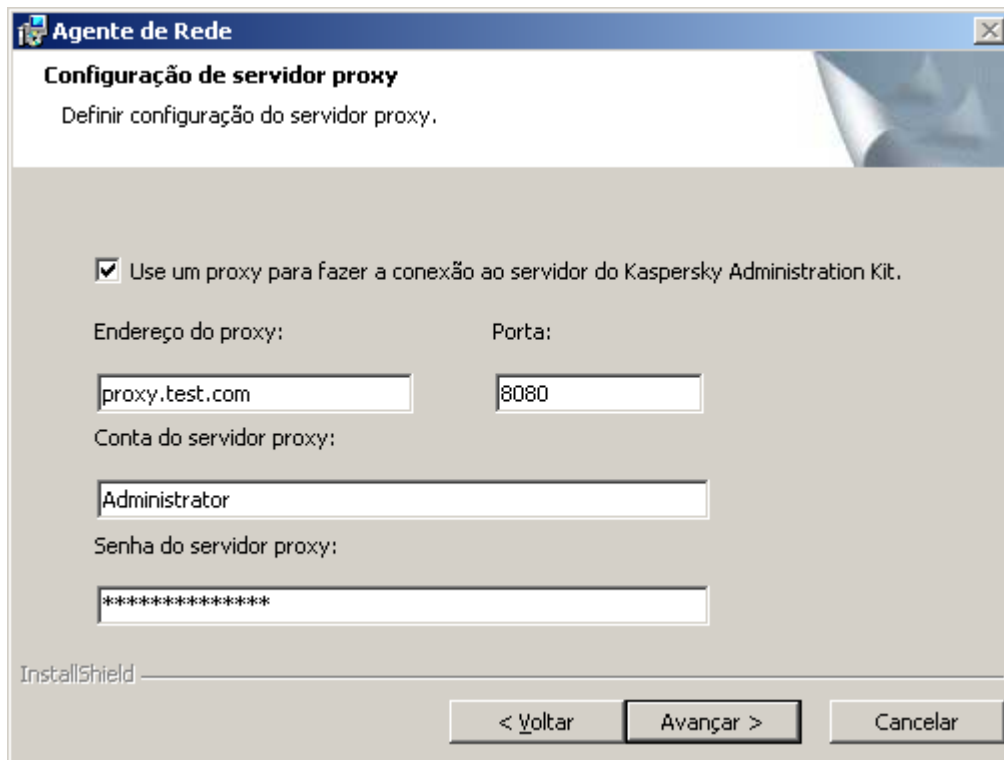 Agente de Rede
Configuração de servidor proxy
Definir configuração do servidor proxy.
Use um proxy para fazer a conexão ao servidor do Kaspersky Administration Kit.
Endereço do proxy: Porta:
proxy.test.com 8080
Conta do servidor proxy:
Administrator
Senha do servidor proxy:
**************
InstallShield
< Voltar Avançar > Cancelar